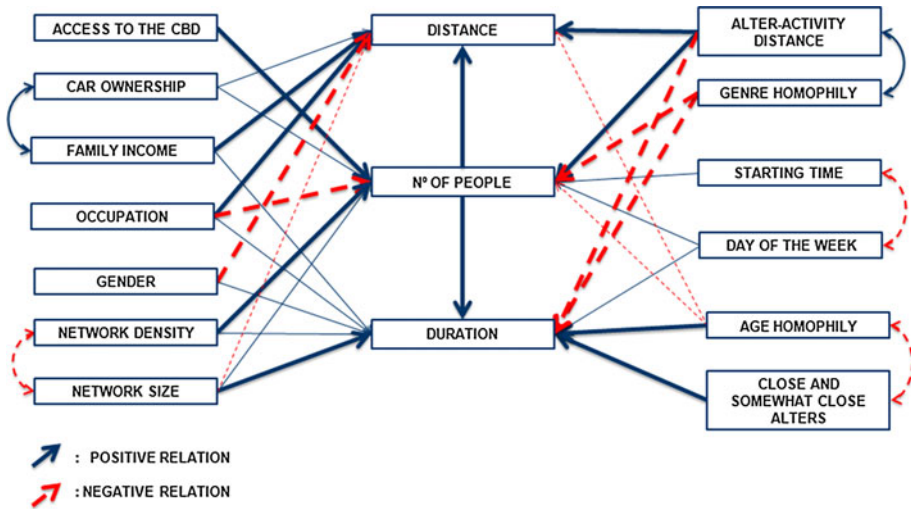 ACCESS TO THE CBD
CAR OWNERSHIP
FAMILY INCOME
OCCUPATION
GENDER
NETWORK DENSITY
NETWORK SIZE
DISTANCE
Nº OF PEOPLE
DURATION
ALTER-ACTIVITY
DISTANCE
GENRE HOMOPHILY
STARTING TIME
DAY OF THE WEEK
AGE HOMOPHILY
CLOSE AND
SOMEWHAT CLOSE
ALTERS
: POSITIVE RELATION
: NEGATIVE RELATION